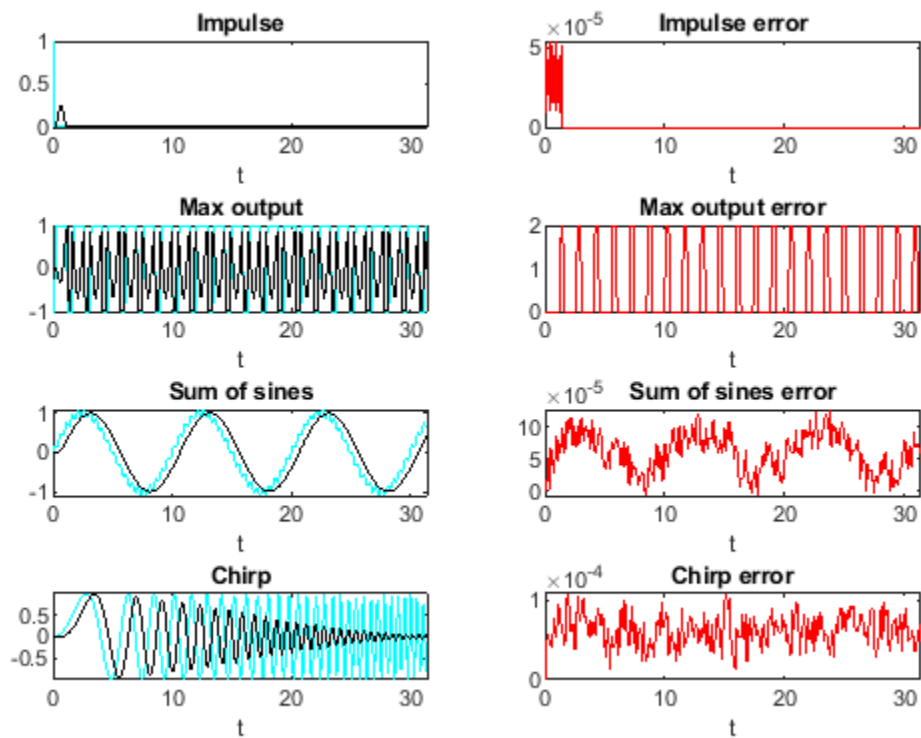 Impulse
1
0.5
0
0 10 20 30
t
Impulse error
×10^-5
5
0
0 10 20 30
t
Max output
1
0
-1
0 10 20 30
t
Max output error
2
1
0
0 10 20 30
t
Sum of sines
1
0
-1
0 10 20 30
t
Sum of sines error
×10^-5
10
5
0
0 10 20 30
t
Chirp
0.5
0
-0.5
0 10 20 30
t
Chirp error
×10^-4
1
0
0 10 20 30
t